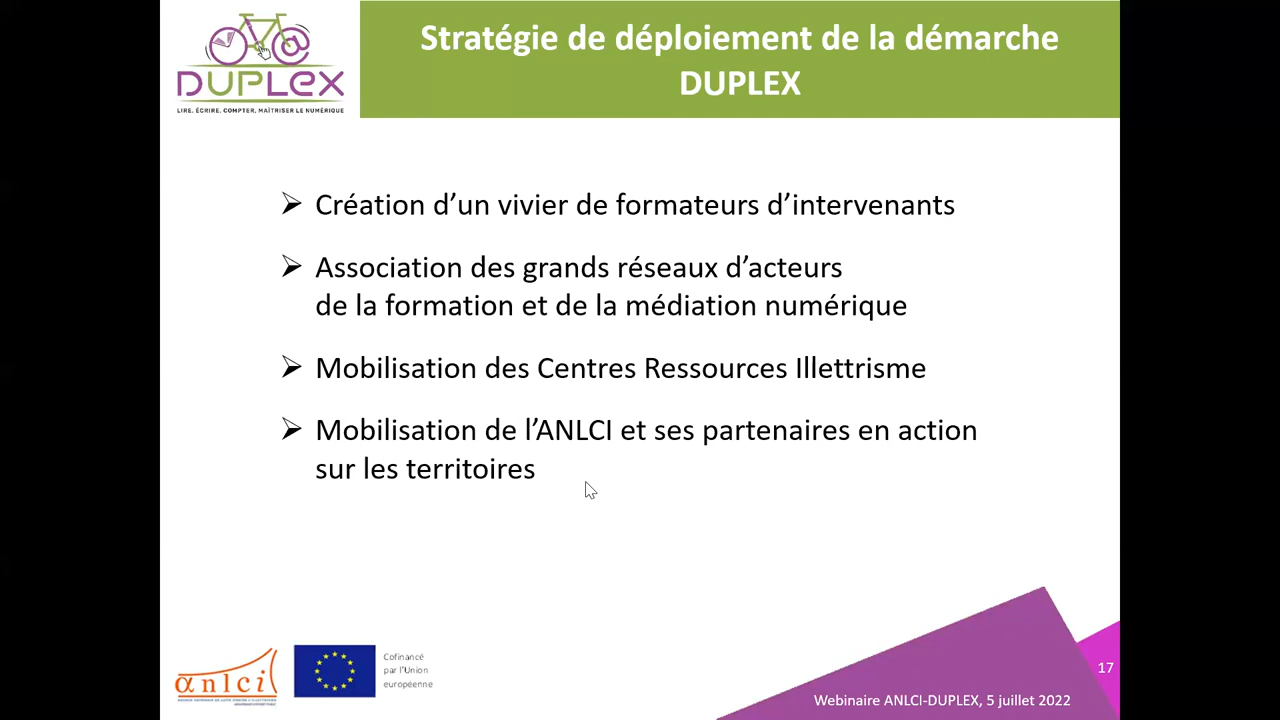 DUPLEX
LIRE, ÉCRIRE, COMPTER, MAÎTRISER LE NUMÉRIQUE
Stratégie de déploiement de la démarche
DUPLEX
Création d’un vivier de formateurs d’intervenants
Association des grands réseaux d’acteurs
de la formation et de la médiation numérique
Mobilisation des Centres Ressources Illettrisme
Mobilisation de l’ANLCI et ses partenaires en action
sur les territoires
anlci
Cofinancé
par l’Union
européenne
17
Webinaire ANLCI-DUPLEX, 5 juillet 2022